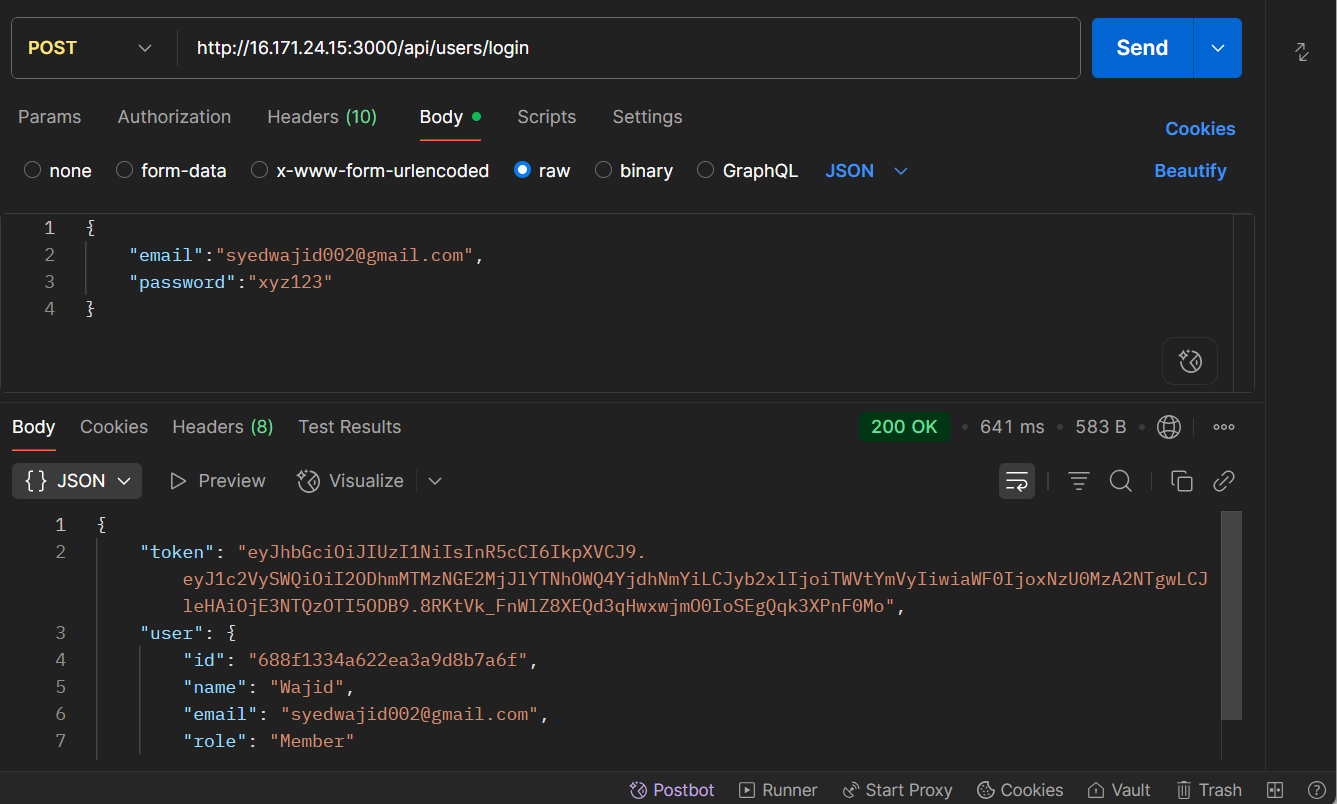 POST http://16.171.24.15:3000/api/users/login Send
Params Authorization Headers (10) Body Scripts Settings
Cookies
none form-data x-www-form-urlencoded raw binary GraphQL JSON Beautify
1 {
2 "email":"syedwajid002@gmail.com",
3 "password":"xyz123"
4 }
Body Cookies Headers (8) Test Results 200 OK 641 ms 583 B
{} JSON Preview Visualize
1 {
2 "token": "eyJhbGciOiJIUzI1NiIsInR5cCI6IkpXVCJ9.
eyJ1c2VySWQiOiI2ODhmMTMzNGE2MjJlYTNhOWQ4YjdhNmYiLCJyb2xlIjoiTWVtYmVyIiwiaWF0IjoxNzU0MzA2NTgwLCJ
leHAiOjE3NTQzOTI5ODB9.8RKtVk_FnWlZ8XEQd3qHwxwjmO0IoSEgQqk3XPnF0Mo",
3 "user": {
4 "id": "688f1334a622ea3a9d8b7a6f",
5 "name": "Wajid",
6 "email": "syedwajid002@gmail.com",
7 "role": "Member"
Postbot Runner Start Proxy Cookies Vault Trash